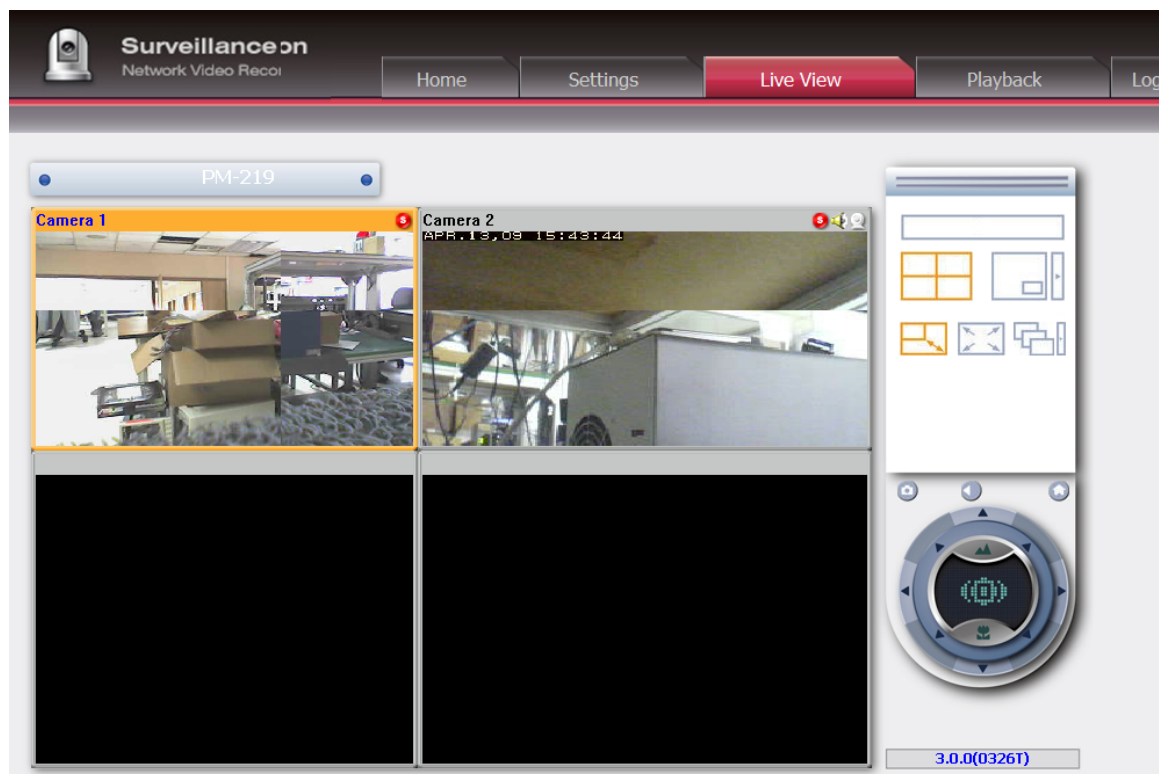 Surveillanceon
Network Video Recor
Home
Settings
Live View
Playback
Log
PM-219
Camera 1
S
Camera 2
S
APR.13,09 15:43:44
3.0.0(0326T)